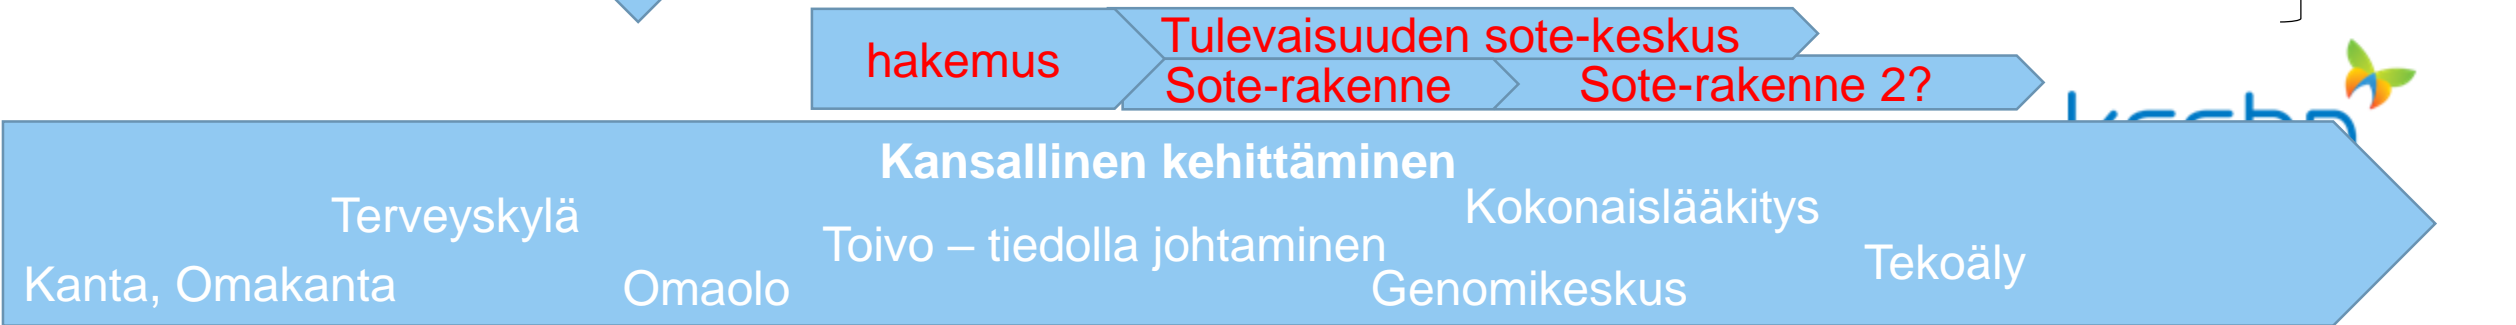 Tulevaisuuden sote-keskus
hakemus
Sote-rakenne
Sote-rakenne 2?
Kansallinen kehittäminen
Kokonaislääkitys
Terveyskylä
Toivo – tiedolla johtaminen
Tekoäly
Kanta, Omakanta
Omaolo
Genomikeskus